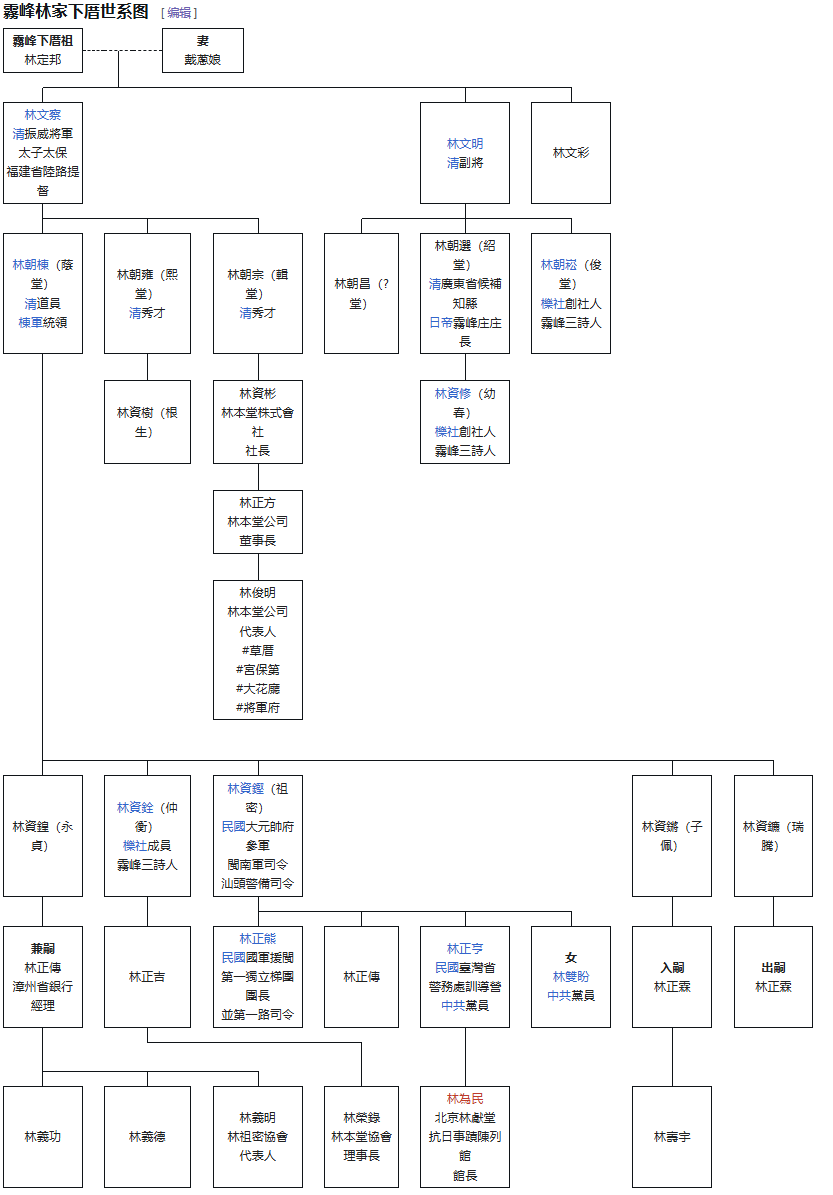 霧峰林家下厝世系图 [编辑]
霧峰下厝祖
林定邦
妻
戴蔥娘
林文察
清振威將軍
太子太保
福建省陸路提
督
林文明
清副將
林文彩
林朝棟（蔭
堂）
清道員
棟軍統領
林朝雍（熙
堂）
清秀才
林朝宗（輯
堂）
清秀才
林朝昌（?
堂）
林朝選（紹
堂）
清廣東省候補
知縣
日帝霧峰庄庄
長
林朝崧（俊
堂）
櫟社創社人
霧峰三詩人
林資樹（根
生）
林資彬
林本堂株式會
社
社長
林資修（幼
春）
櫟社創社人
霧峰三詩人
林正方
林本堂公司
董事長
林俊明
林本堂公司
代表人
#草厝
#宮保第
#大花廳
#將軍府
林資鍠（永
貞）
林資銓（仲
衡）
櫟社成員
霧峰三詩人
林資鏗（祖
密）
民國大元帥府
參軍
閩南軍司令
汕頭警備司令
林資鏘（子
佩）
林資鑣（瑞
騰）
兼嗣
林正傳
漳州省銀行
經理
林正吉
林正熊
民國國軍援閩
第一獨立梯團
團長
並第一路司令
林正傳
林正亨
民國臺灣省
警務處訓導營
中共黨員
女
林雙盼
中共黨員
入嗣
林正霖
出嗣
林正霖
林義功
林義德
林義明
林祖密協會
代表人
林榮錄
林本堂協會
理事長
林為民
北京林獻堂
抗日事蹟陳列
館
館長
林壽宇